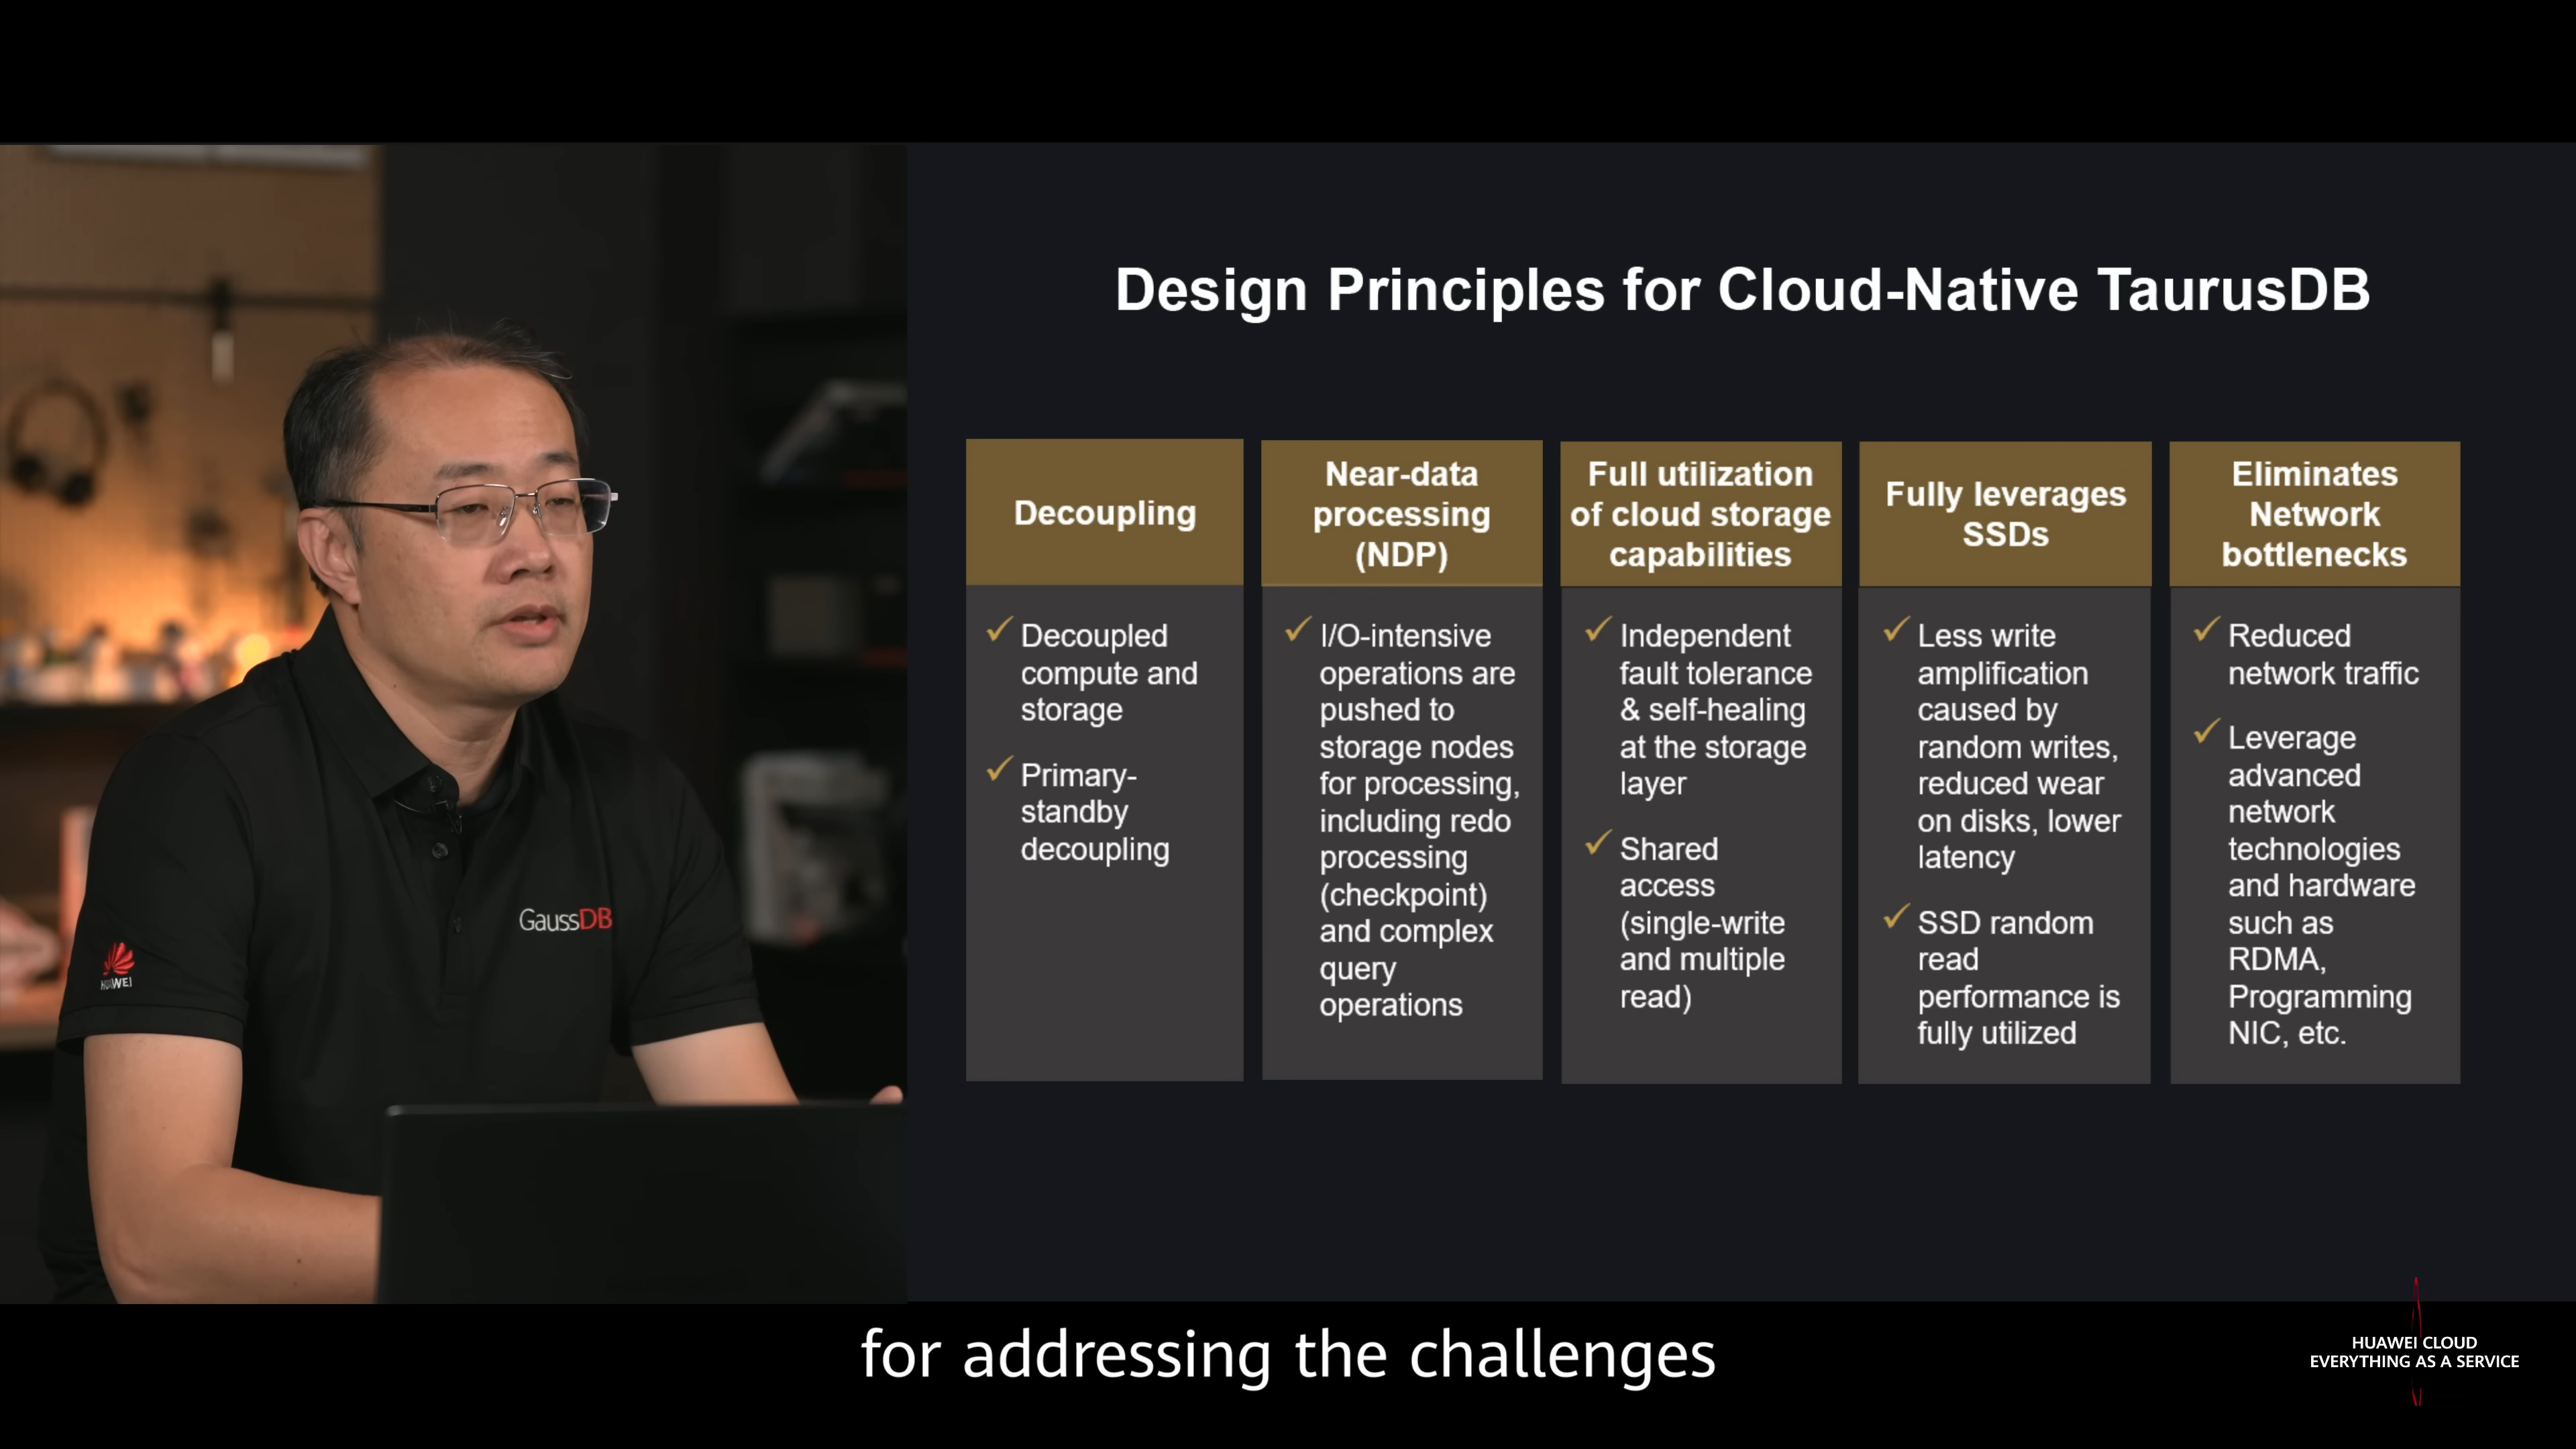 Design Principles for Cloud-Native TaurusDB
Decoupling
✓ Decoupled
compute and
storage
✓ Primary-
standby
decoupling
Near-data
processing
(NDP)
✓ I/O-intensive
operations are
pushed to
storage nodes
for processing,
including redo
processing
(checkpoint)
and complex
query
operations
Full utilization
of cloud storage
capabilities
✓ Independent
fault tolerance
& self-healing
at the storage
layer
✓ Shared
access
(single-write
and multiple
read)
Fully leverages
SSDs
✓ Less write
amplification
caused by
random writes,
reduced wear
on disks, lower
latency
✓ SSD random
read
performance is
fully utilized
Eliminates
Network
bottlenecks
✓ Reduced
network traffic
✓ Leverage
advanced
network
technologies
and hardware
such as
RDMA,
Programming
NIC, etc.
GaussDB
HUAWEI
for addressing the challenges
HUAWEI CLOUD
EVERYTHING AS A SERVICE